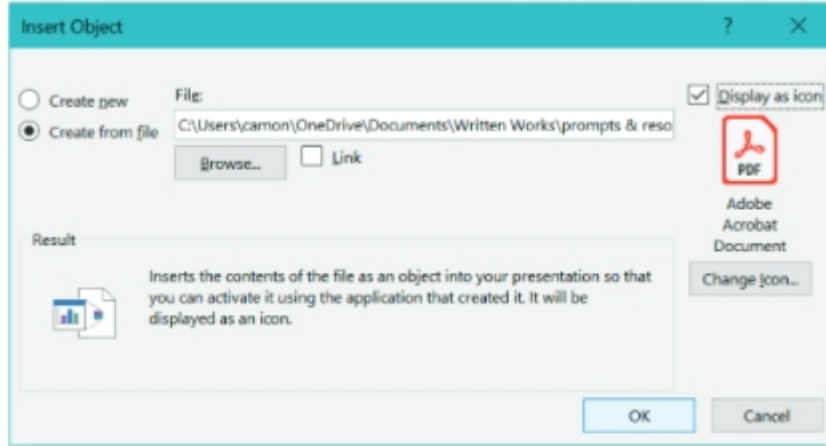 Insert Object
? 
Create new
File:
Display as icon
Create from file
C:\Users\camon\OneDrive\Documents\Written Works\prompts & reso
Browse...
Link
PDF
Adobe
Acrobat
Document
Change Icon...
Result
Inserts the contents of the file as an object into your presentation so that
you can activate it using the application that created it. It will be
displayed as an icon.
OK
Cancel